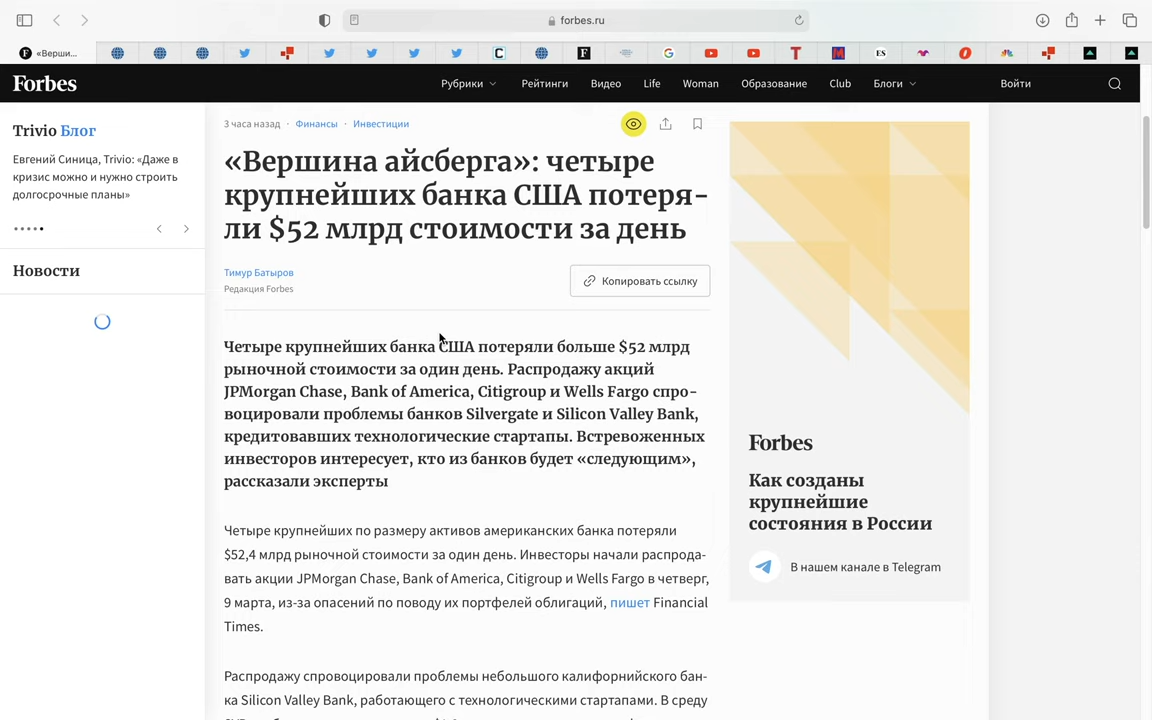 forbes.ru
«Верши...
Forbes
Рубрики
Рейтинги
Видео
Life
Woman
Образование
Club
Блоги
Войти
Trivio Блог
Евгений Синица, Trivio: «Даже в
кризис можно и нужно строить
долгосрочные планы»
Новости
3 часа назад · Финансы · Инвестиции
«Вершина айсберга»: четыре
крупнейших банка США потеря-
ли $52 млрд стоимости за день
Тимур Батыров
Редакция Forbes
Копировать ссылку
Четыре крупнейших банка США потеряли больше $52 млрд
рыночной стоимости за один день. Распродажу акций
JPMorgan Chase, Bank of America, Citigroup и Wells Fargo спро-
воцировали проблемы банков Silvergate и Silicon Valley Bank,
кредитовавших технологические стартапы. Встревоженных
инвесторов интересует, кто из банков будет «следующим»,
рассказали эксперты
Четыре крупнейших по размеру активов американских банка потеряли
$52,4 млрд рыночной стоимости за один день. Инвесторы начали распрода-
вать акции JPMorgan Chase, Bank of America, Citigroup и Wells Fargo в четверг,
9 марта, из-за опасений по поводу их портфелей облигаций, пишет Financial
Times.
Распродажу спровоцировали проблемы небольшого калифорнийского бан-
ка Silicon Valley Bank, работающего с технологическими стартапами. В среду
Forbes
Как созданы
крупнейшие
состояния в России
В нашем канале в Telegram